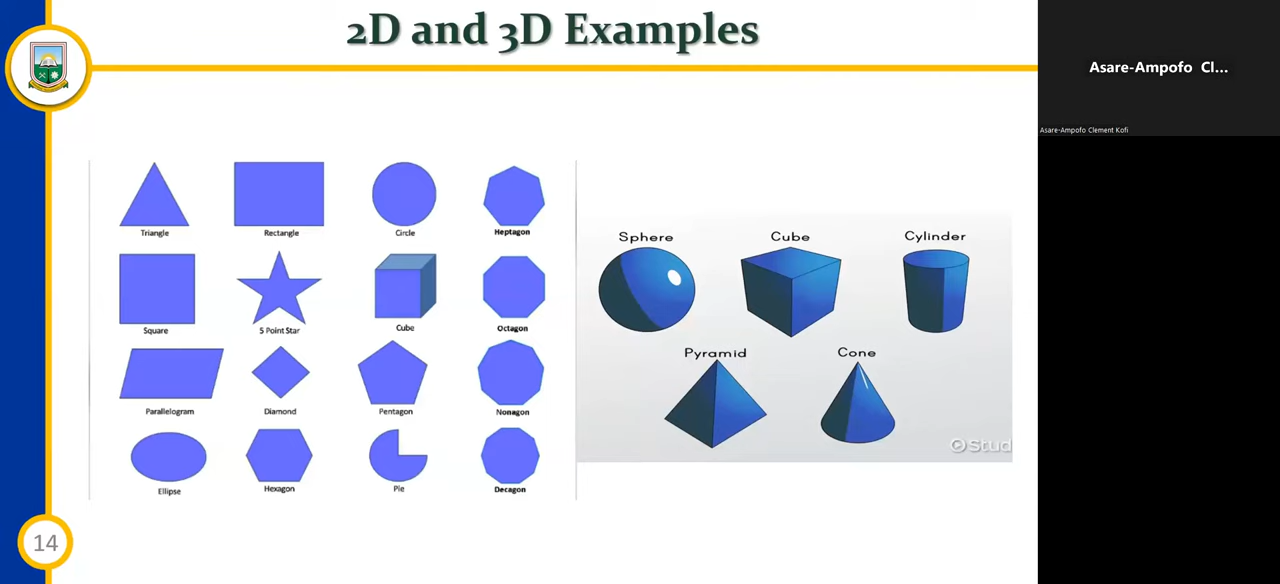 2D and 3D Examples
Asare-Ampofo Cl...
Asare-Ampofo Clement Kofi
Triangle
Rectangle
Circle
Heptagon
Square
5 Point Star
Cube
Octagon
Parallelogram
Diamond
Pentagon
Nonagon
Ellipse
Hexagon
Pie
Decagon
Sphere
Cube
Cylinder
Pyramid
Cone
Stud
14